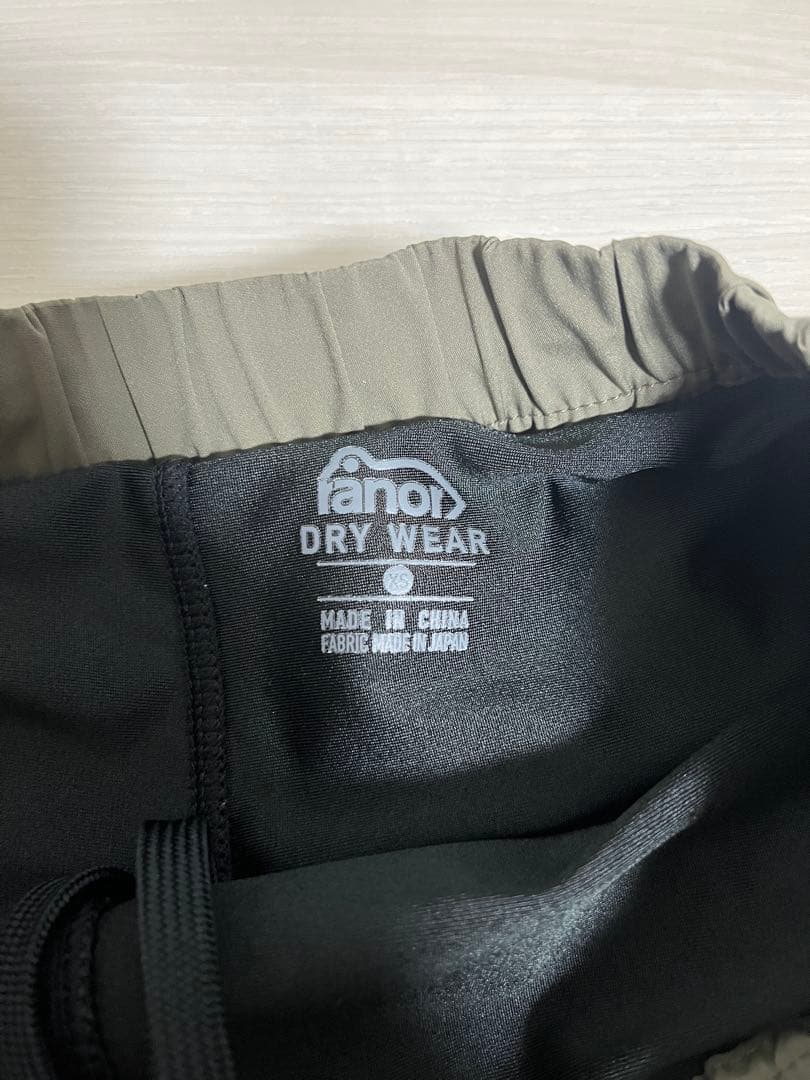 ranor
DRY WEAR
XS
MADE IN CHINA
FABRIC MADE IN JAPAN